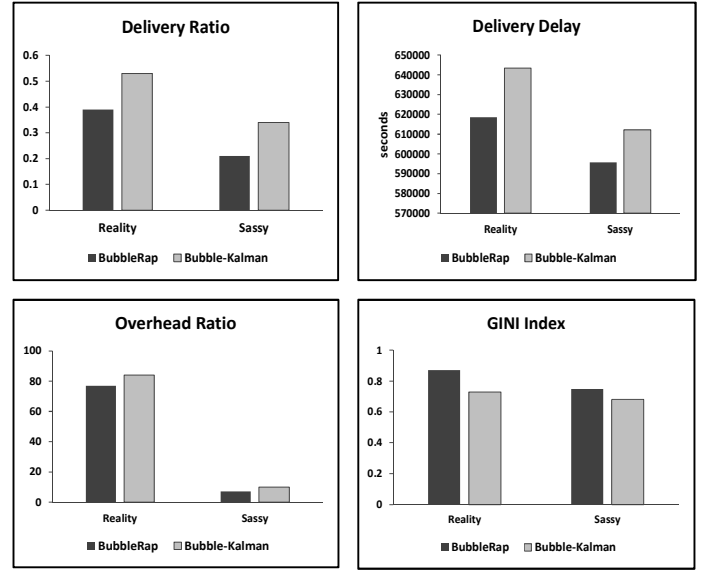 Delivery Ratio
0.6
0.5
0.4
0.3
0.2
0.1
0
Reality Sassy
BubbleRap Bubble-Kalman
Delivery Delay
seconds
650000
640000
630000
620000
610000
600000
590000
580000
570000
Reality Sassy
BubbleRap Bubble-Kalman
Overhead Ratio
100
80
60
40
20
0
Reality Sassy
BubbleRap Bubble-Kalman
GINI Index
1
0.8
0.6
0.4
0.2
0
Reality Sassy
BubbleRap Bubble-Kalman